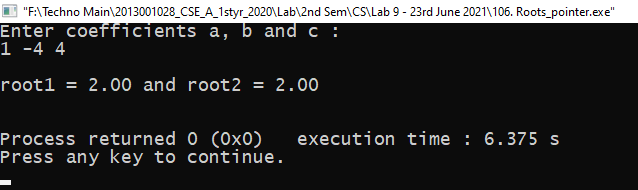 "F:\Techno Main\2013001028_CSE_A_1styr_2020\Lab\2nd Sem\CS\Lab 9 - 23rd June 2021\106. Roots_pointer.exe"
Enter coefficients a, b and c :
1 -4 4
root1 = 2.00 and root2 = 2.00
Process returned 0 (0x0)   execution time : 6.375 s
Press any key to continue.